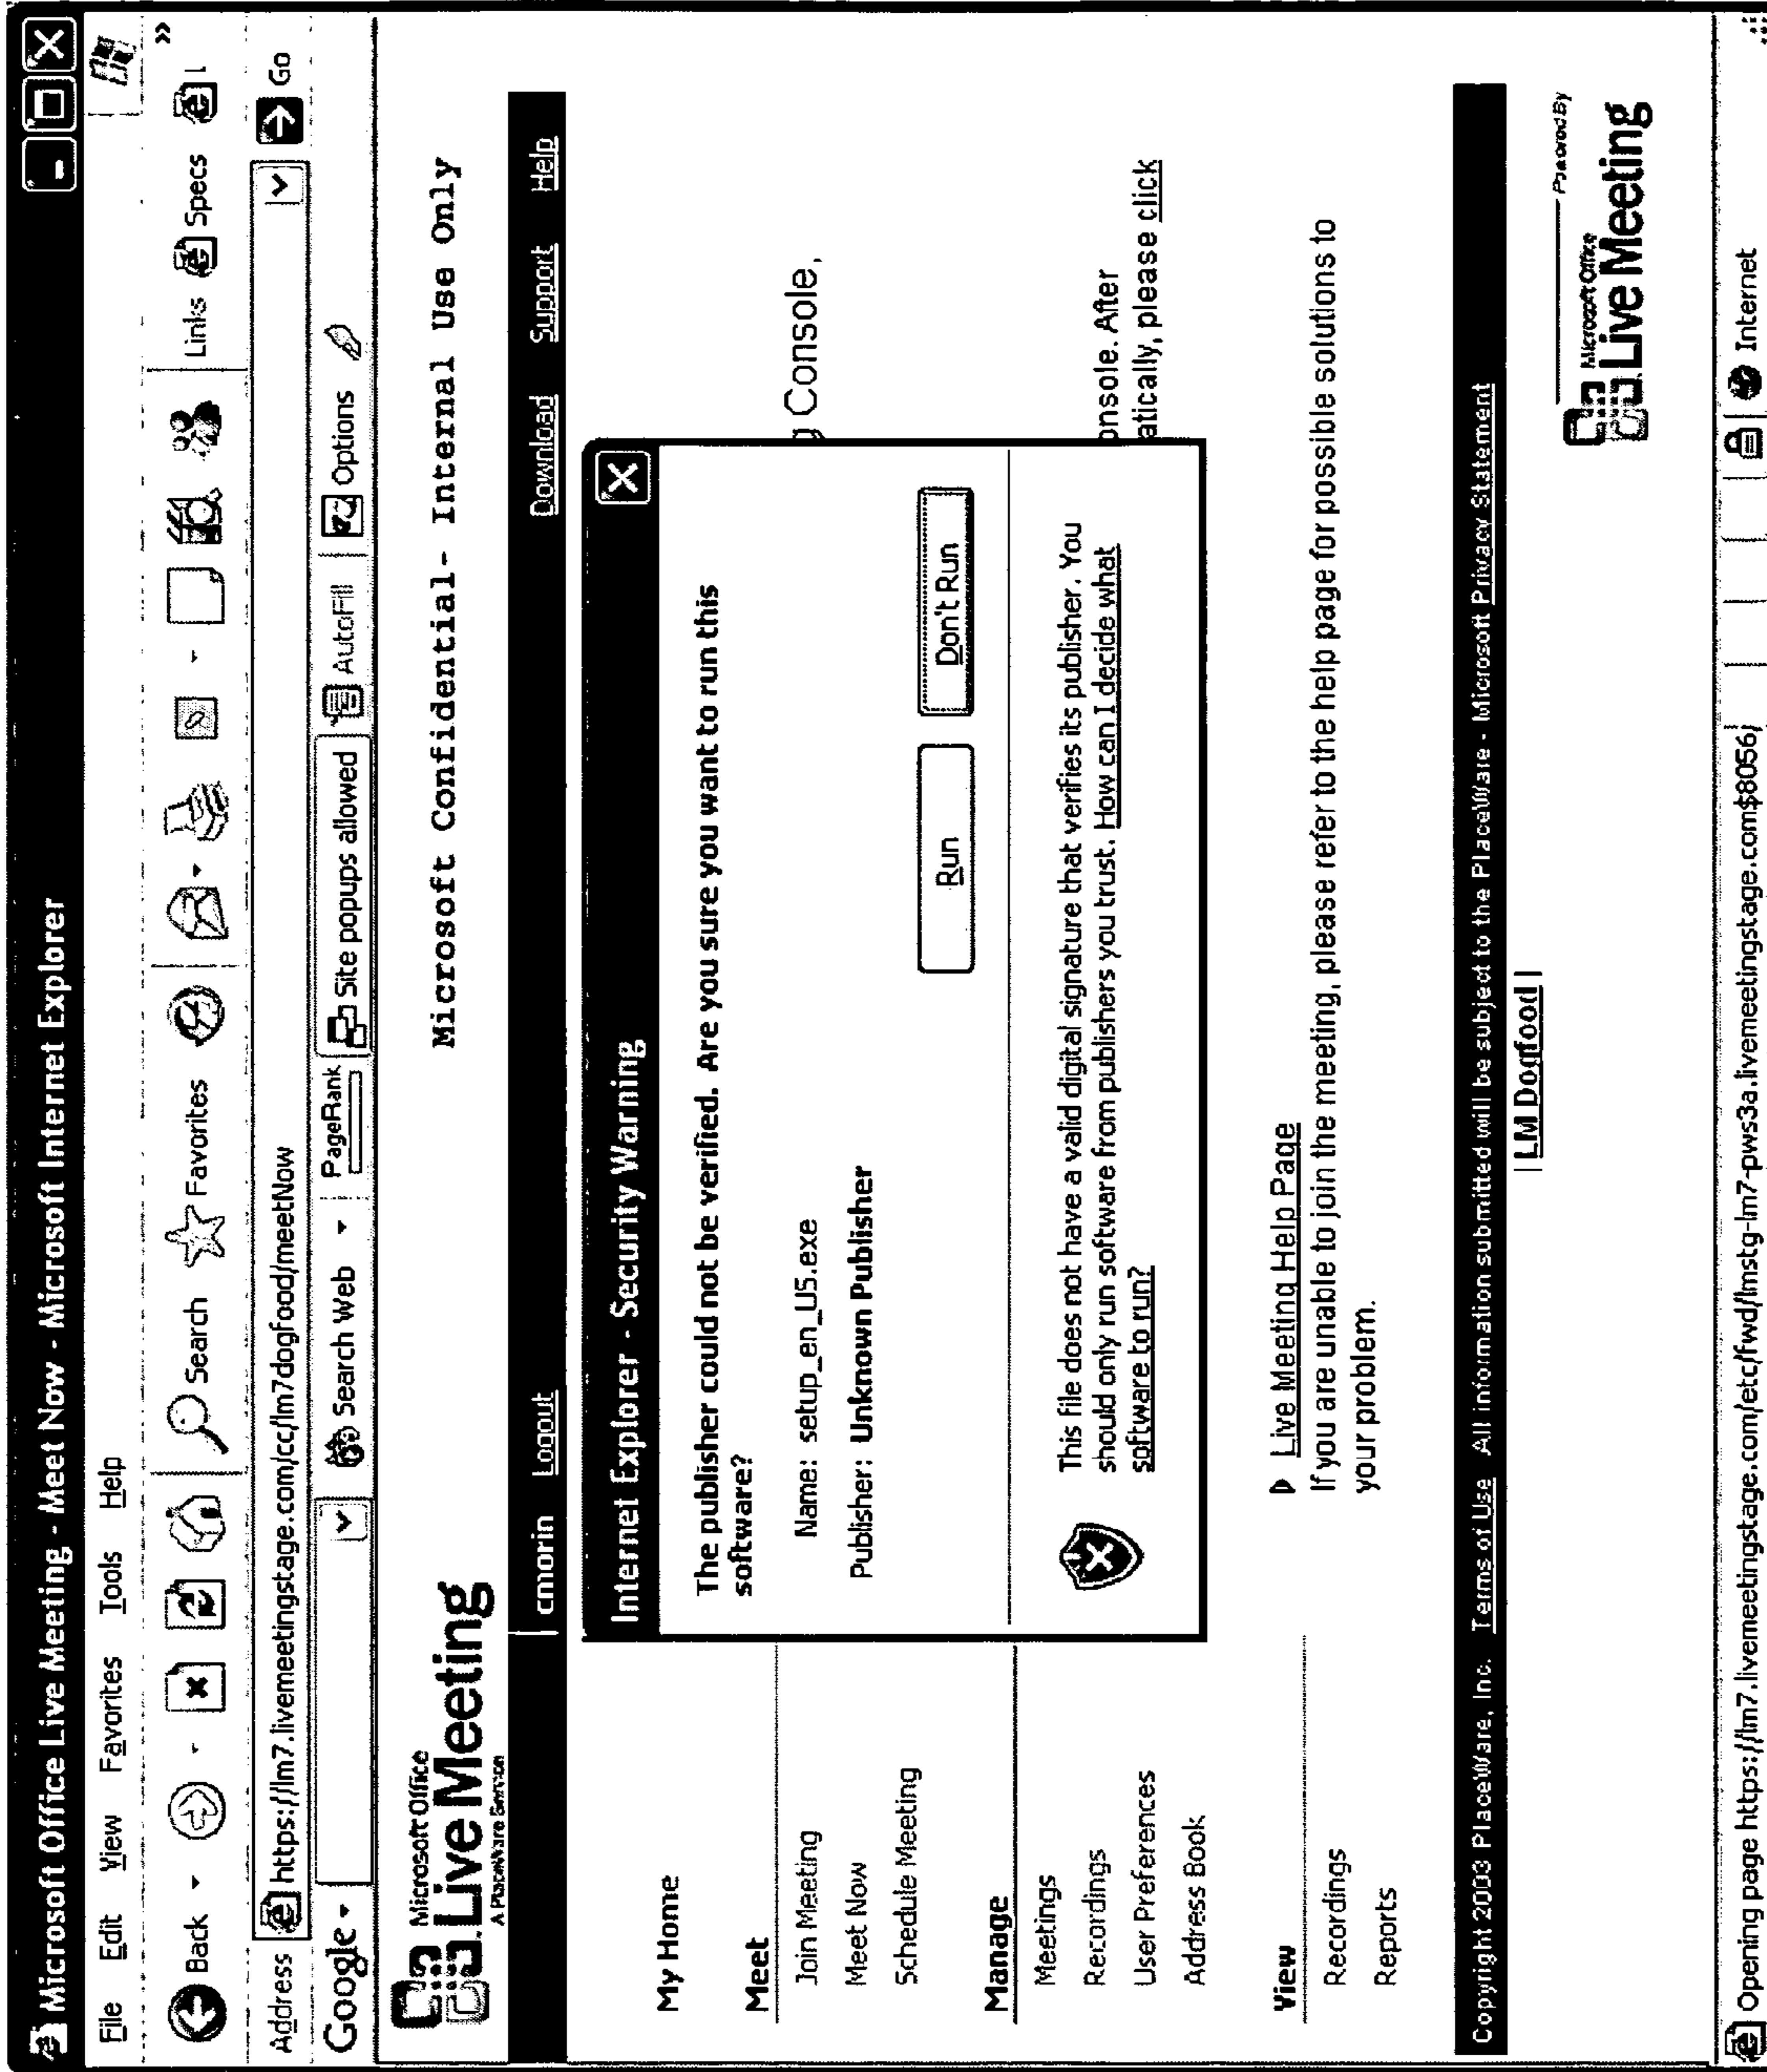 Microsoft Office Live Meeting - Meet Now - Microsoft Internet Explorer
File Edit View Favorites Tools Help
Back Search Favorites Links Specs
Address https://lm7.livemeetingstage.com/cc/lm7dogfood/meetNow Go
Google Search Web PageRank Site popups allowed AutoFill Options
Microsoft Office
Live Meeting
A PlaceWare Service
Microsoft Confidential- Internal Use Only
cmorin Logout Download Support Help
My Home
Meet
Join Meeting
Meet Now
Schedule Meeting
Manage
Meetings
Recordings
User Preferences
Address Book
View
Recordings
Reports
Internet Explorer - Security Warning
The publisher could not be verified. Are you sure you want to run this
software?
Name: setup_en_US.exe
Publisher: Unknown Publisher
Run Don't Run
This file does not have a valid digital signature that verifies its publisher. You
should only run software from publishers you trust. How can I decide what
software to run?
Console,
onsole. After
atically, please click
Live Meeting Help Page
If you are unable to join the meeting, please refer to the help page for possible solutions to
your problem.
Copyright 2003 PlaceWare, Inc. Terms of Use All information submitted will be subject to the PlaceWare - Microsoft Privacy Statement
| LM Dogfood |
Powered By
Microsoft Office
Live Meeting
Opening page https://lm7.livemeetingstage.com/etc/fwd/lmstg-lm7-pws3a.livemeetingstage.com$8056/ Internet